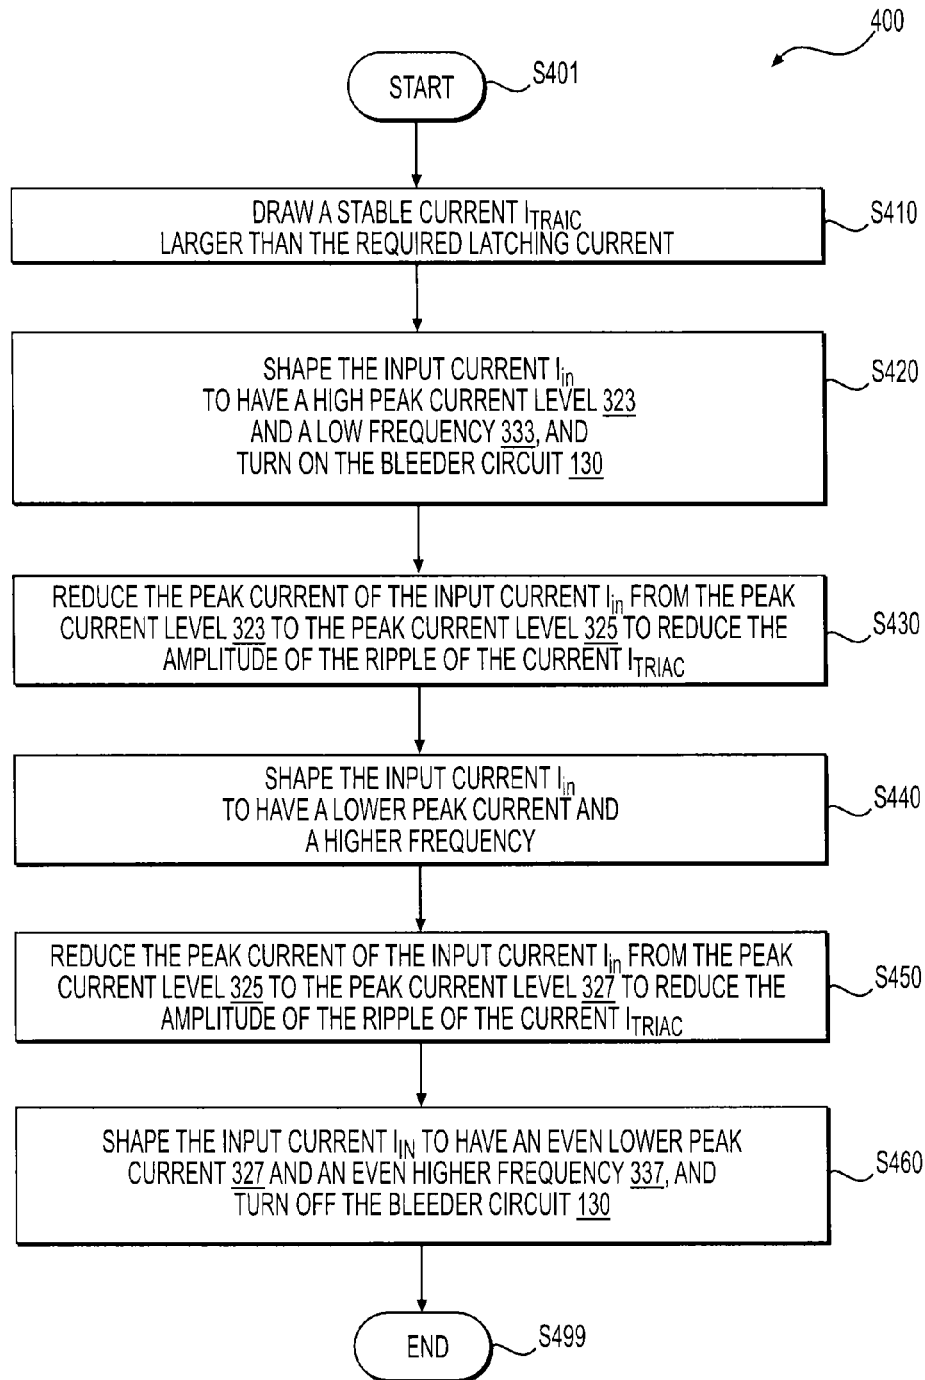 400
START
S401
DRAW A STABLE CURRENT ITRAIC
LARGER THAN THE REQUIRED LATCHING CURRENT
S410
SHAPE THE INPUT CURRENT Iin
TO HAVE A HIGH PEAK CURRENT LEVEL 323
AND A LOW FREQUENCY 333, AND
TURN ON THE BLEEDER CIRCUIT 130
S420
REDUCE THE PEAK CURRENT OF THE INPUT CURRENT Iin FROM THE PEAK
CURRENT LEVEL 323 TO THE PEAK CURRENT LEVEL 325 TO REDUCE THE
AMPLITUDE OF THE RIPPLE OF THE CURRENT ITRIAC
S430
SHAPE THE INPUT CURRENT Iin
TO HAVE A LOWER PEAK CURRENT AND
A HIGHER FREQUENCY
S440
REDUCE THE PEAK CURRENT OF THE INPUT CURRENT Iin FROM THE PEAK
CURRENT LEVEL 325 TO THE PEAK CURRENT LEVEL 327 TO REDUCE THE
AMPLITUDE OF THE RIPPLE OF THE CURRENT ITRIAC
S450
SHAPE THE INPUT CURRENT IIN TO HAVE AN EVEN LOWER PEAK
CURRENT 327 AND AN EVEN HIGHER FREQUENCY 337, AND
TURN OFF THE BLEEDER CIRCUIT 130
S460
END
S499